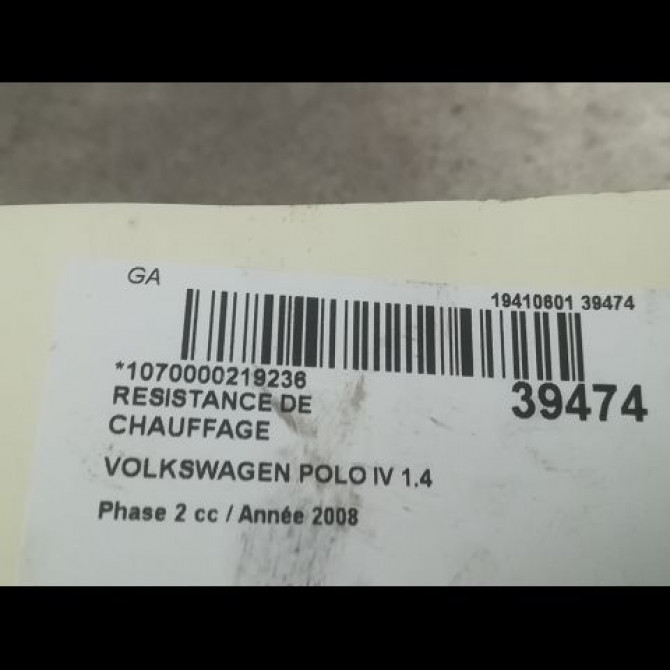 GA
19410601 39474
*1070000219236
39474
RESISTANCE DE
CHAUFFAGE
VOLKSWAGEN POLO IV 1.4
Phase 2 cc / Année 2008